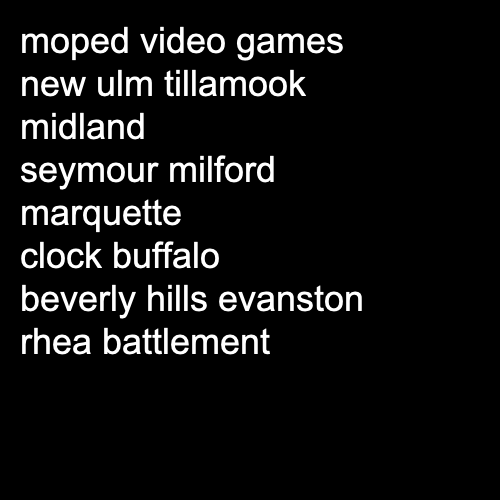 moped video games
new ulm tillamook
midland
seymour milford
marquette
clock buffalo
beverly hills evanston
rhea battlement